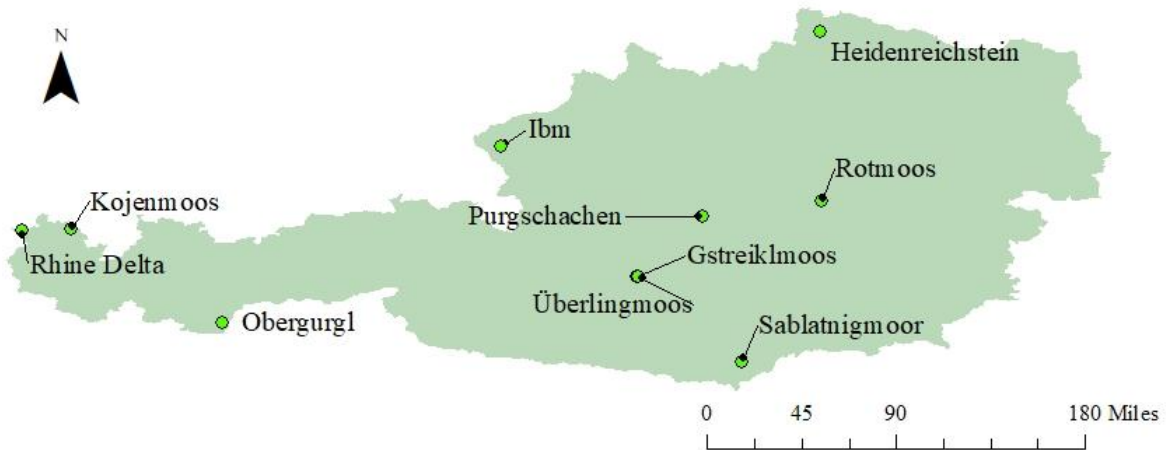 N
Heidenreichstein
Ibm
Rotmoos
Kojenmoos
Purgschachen
Gstreiklmoos
Rhine Delta
Überlingmoos
Obergurgl
Sablatnigmoor
0 45 90 180 Miles